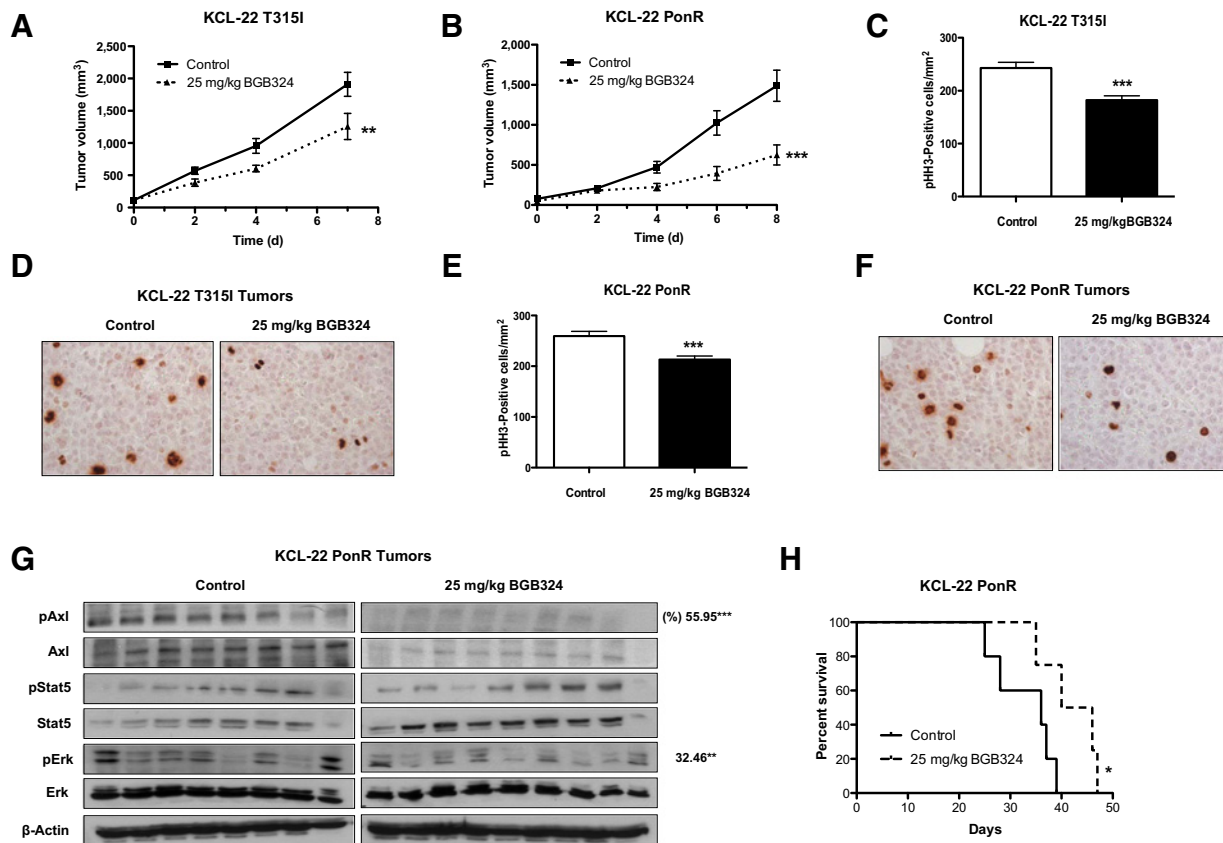 A
KCL-22 T315I
2,500
2,000
1,500
1,000
500
0
Tumor volume (mm3)
Control
25 mg/kg BGB324
**
0 2 4 6 8
Time (d)
B
KCL-22 PonR
2,000
1,500
1,000
500
0
Tumor volume (mm3)
Control
25 mg/kg BGB324
***
0 2 4 6 8
Time (d)
C
KCL-22 T315I
300
200
100
0
pHH3-Positive cells/mm2
***
Control 25 mg/kgBGB324
D
KCL-22 T315I Tumors
Control 25 mg/kg BGB324
E
KCL-22 PonR
300
200
100
0
pHH3-Positive cells/mm2
***
Control 25 mg/kg BGB324
F
KCL-22 PonR Tumors
Control 25 mg/kg BGB324
G
KCL-22 PonR Tumors
Control 25 mg/kg BGB324
pAxl (%) 55.95***
Axl
pStat5
Stat5
pErk 32.46**
Erk
β-Actin
H
KCL-22 PonR
100
80
60
40
20
0
Percent survival
Control
25 mg/kg BGB324
*
0 10 20 30 40 50
Days